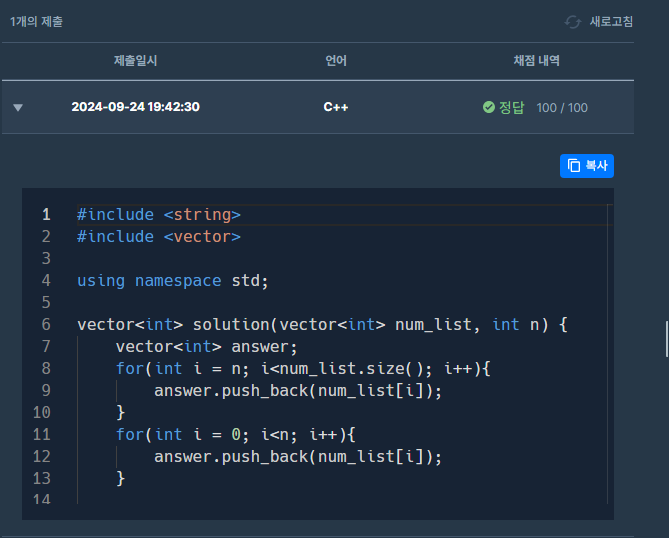 1개의 제출
새로고침
제출일시 언어 채점 내역
▼ 2024-09-24 19:42:30 C++ 정답 100 / 100
복사
1 #include <string>
2 #include <vector>
3
4 using namespace std;
5
6 vector<int> solution(vector<int> num_list, int n) {
7     vector<int> answer;
8     for(int i = n; i<num_list.size(); i++){
9         answer.push_back(num_list[i]);
10     }
11     for(int i = 0; i<n; i++){
12         answer.push_back(num_list[i]);
13     }
14